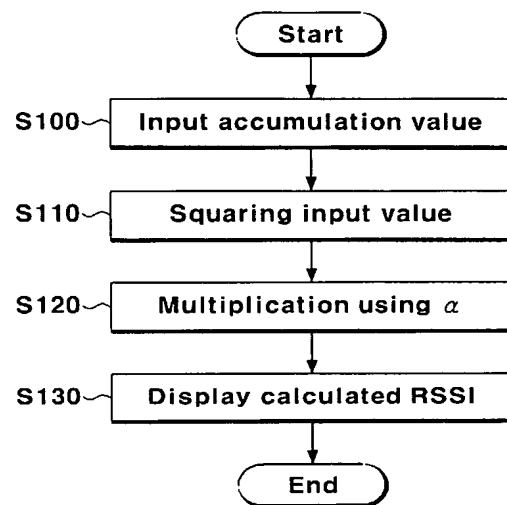 Start
S100 Input accumulation value
S110 Squaring input value
S120 Multiplication using α
S130 Display calculated RSSI
End